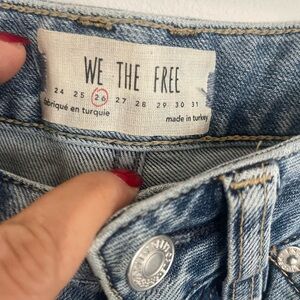 WE THE FREE
24 25 26 27 28 29 30 31
fabriqué en turquie
made in turkey